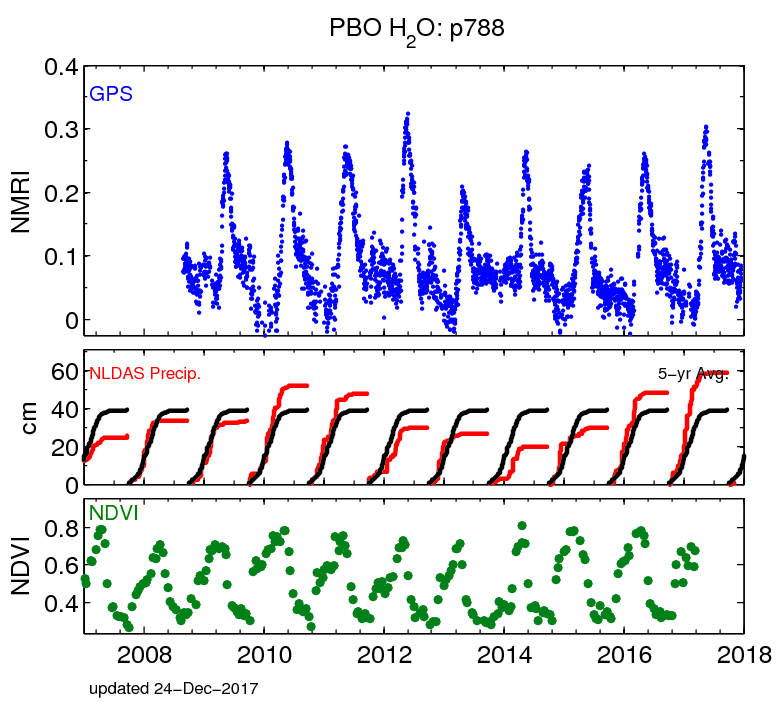 PBO H2O: p788
0.4
GPS
0.3
NMRI
0.2
0.1
0
60
NLDAS Precip.
5−yr Avg.
cm
40
20
0
NDVI
0.8
NDVI
0.6
0.4
2008 2010 2012 2014 2016 2018
updated 24−Dec−2017